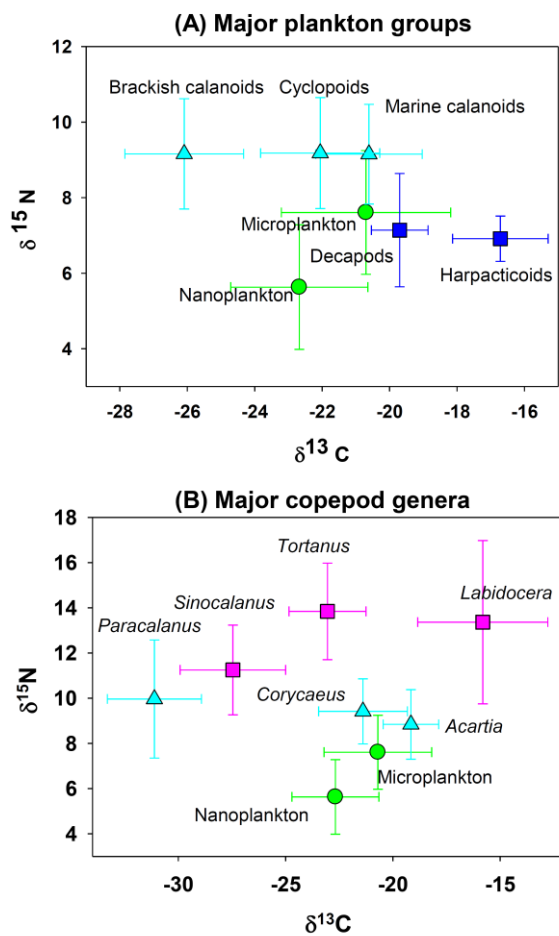 (A) Major plankton groups
12
10
8
6
4
δ 15 N
Brackish calanoids
Cyclopoids
Marine calanoids
Microplankton
Decapods
Harpacticoids
Nanoplankton
-28 -26 -24 -22 -20 -18 -16
δ13 C
(B) Major copepod genera
18
16
14
12
10
8
6
4
δ15N
Tortanus
Labidocera
Sinocalanus
Paracalanus
Corycaeus
Acartia
Microplankton
Nanoplankton
-30 -25 -20 -15
δ13C